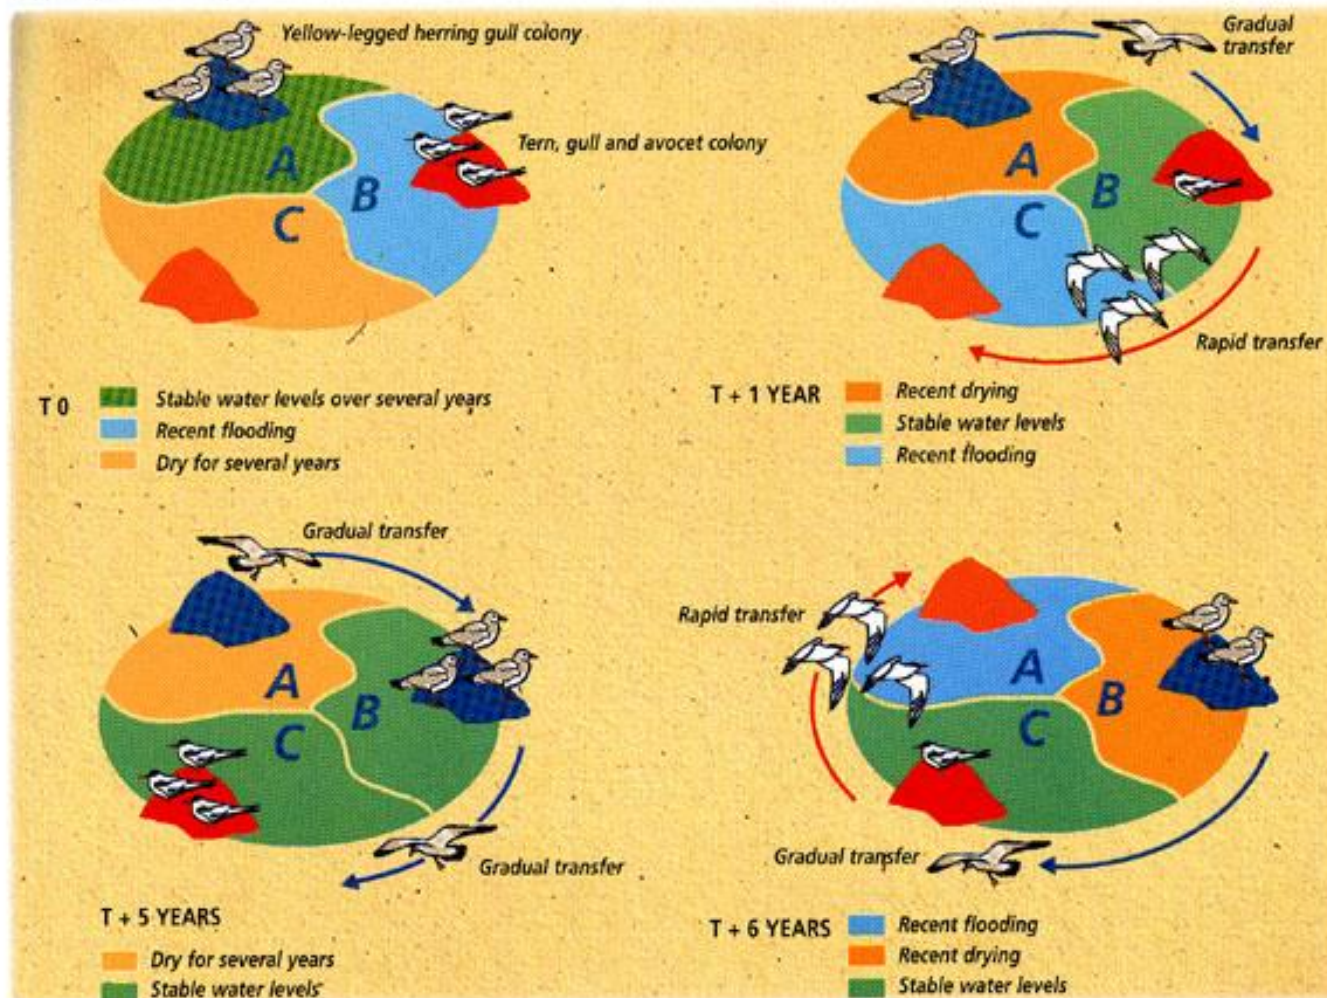 Yellow-legged herring gull colony
Tern, gull and avocet colony
A
B
C
T 0
Stable water levels over several years
Recent flooding
Dry for several years
Gradual
transfer
A
B
C
Rapid transfer
T + 1 YEAR
Recent drying
Stable water levels
Recent flooding
Gradual transfer
A
B
C
Gradual transfer
T + 5 YEARS
Dry for several years
Stable water levels
Rapid transfer
A
B
C
Gradual transfer
T + 6 YEARS
Recent flooding
Recent drying
Stable water levels